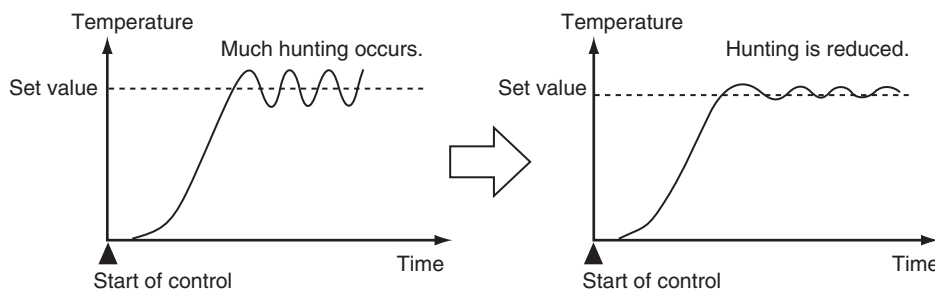 Temperature
Much hunting occurs.
Set value
Time
Start of control
Temperature
Hunting is reduced.
Set value
Time
Start of control